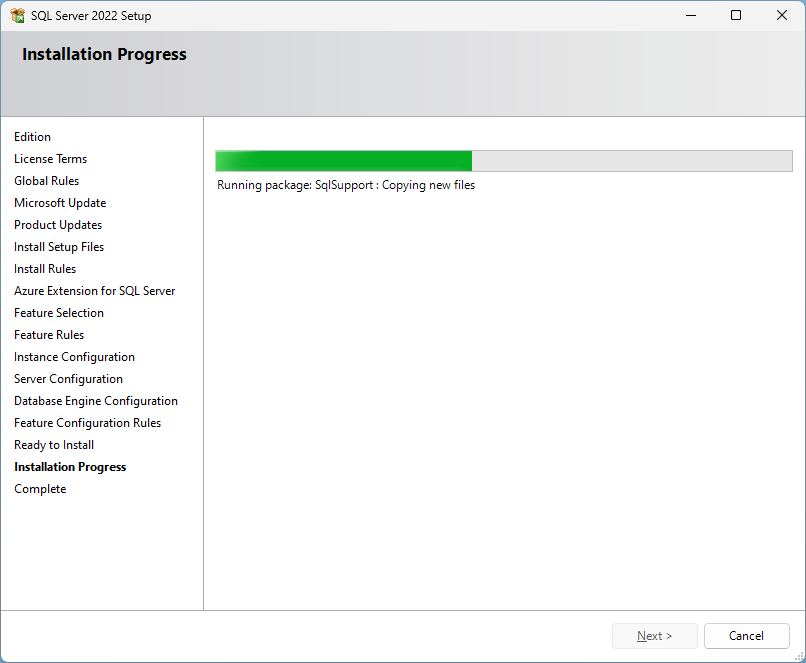 SQL Server 2022 Setup
Installation Progress
Edition
License Terms
Global Rules
Microsoft Update
Product Updates
Install Setup Files
Install Rules
Azure Extension for SQL Server
Feature Selection
Feature Rules
Instance Configuration
Server Configuration
Database Engine Configuration
Feature Configuration Rules
Ready to Install
Installation Progress
Complete
Running package: SqlSupport : Copying new files
Next >
Cancel